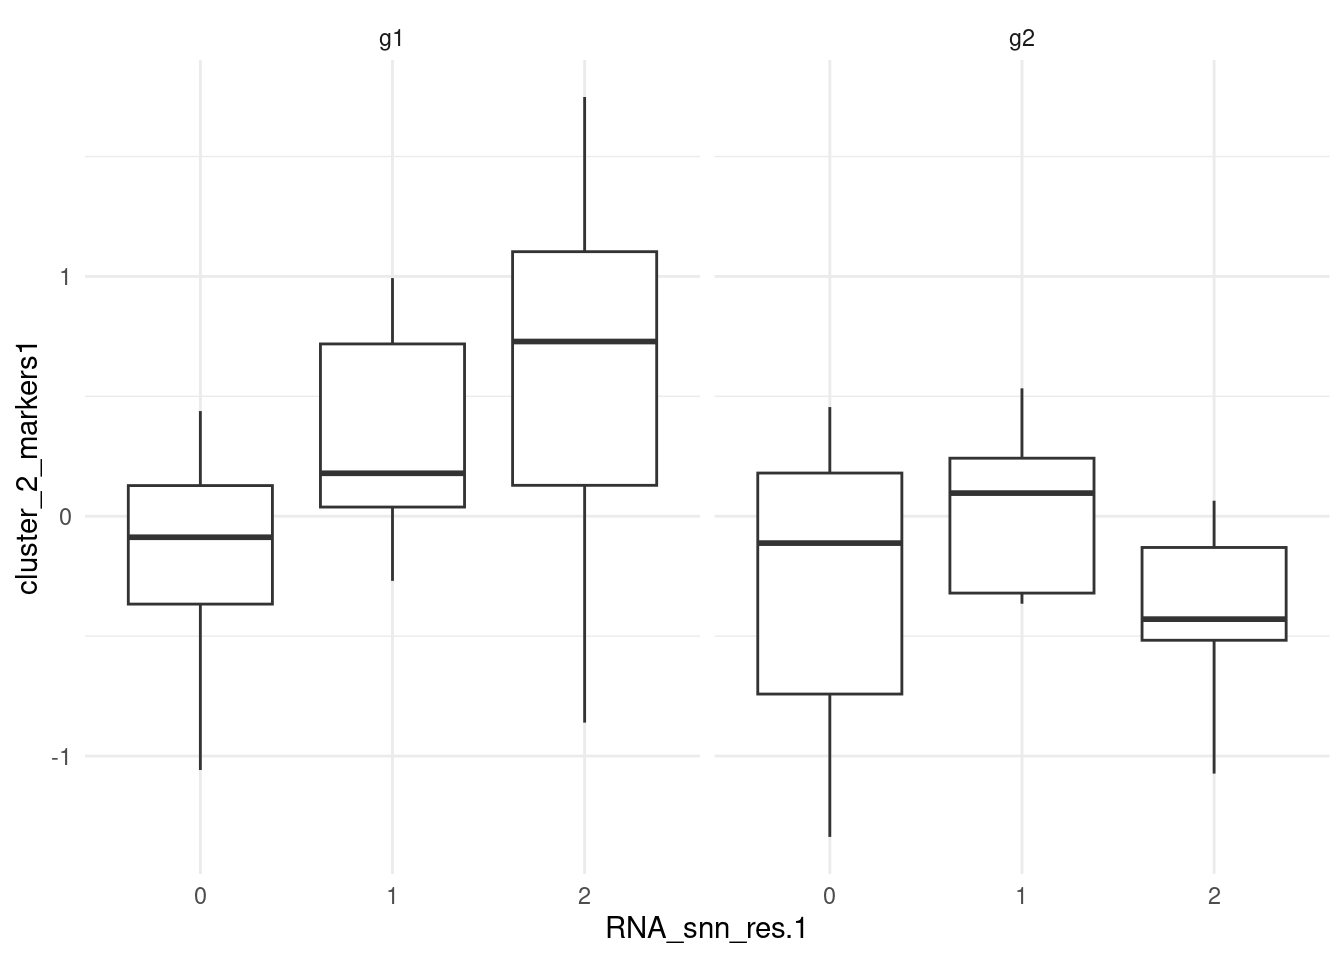 g1 g2
cluster_2_markers1
1
0
-1
0 1 2 0 1 2
RNA_snn_res.1